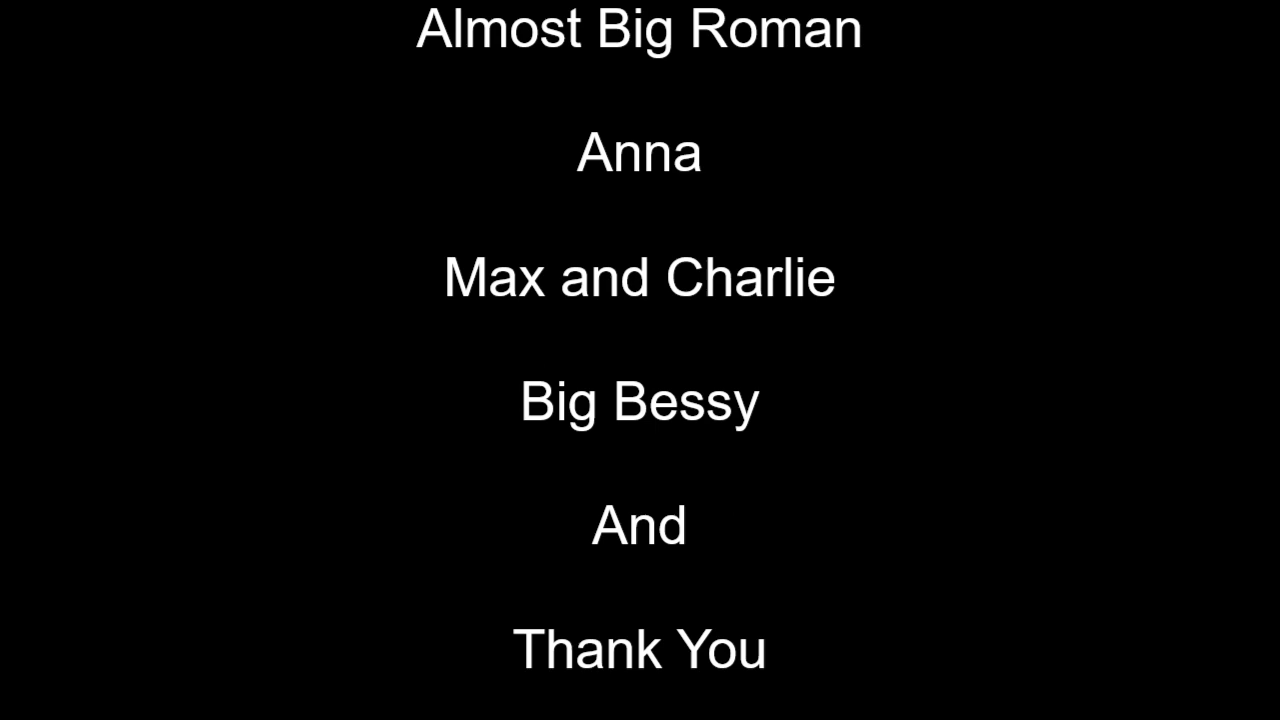 Almost Big Roman
Anna
Max and Charlie
Big Bessy
And
Thank You